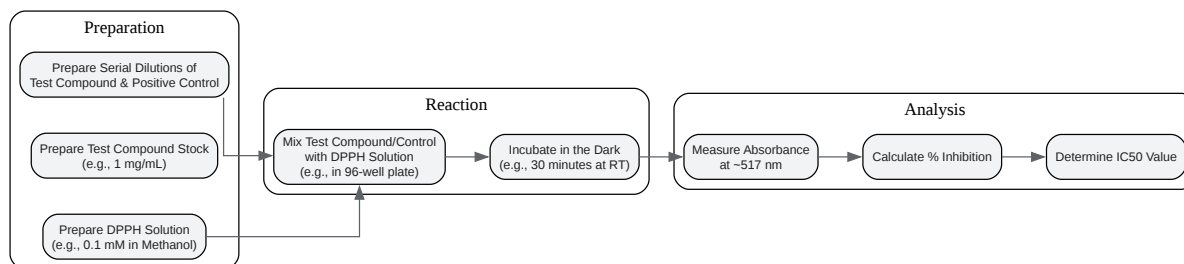 Preparation
Prepare Serial Dilutions of
Test Compound & Positive Control
Prepare Test Compound Stock
(e.g., 1 mg/mL)
Prepare DPPH Solution
(e.g., 0.1 mM in Methanol)
Reaction
Mix Test Compound/Control
with DPPH Solution
(e.g., in 96-well plate)
Incubate in the Dark
(e.g., 30 minutes at RT)
Analysis
Measure Absorbance
at ~517 nm
Calculate % Inhibition
Determine IC50 Value